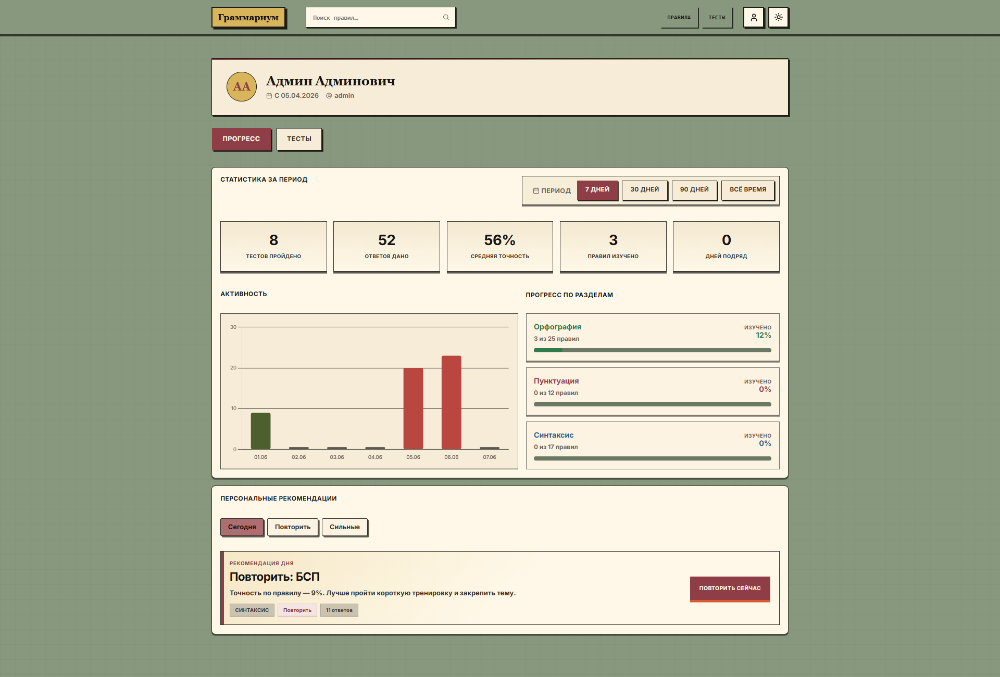 Граммариум
Поиск правил…
ПРАВИЛА
ТЕСТЫ
АА
Админ Админович
С 05.04.2026
admin
ПРОГРЕСС
ТЕСТЫ
СТАТИСТИКА ЗА ПЕРИОД
ПЕРИОД
7 ДНЕЙ
30 ДНЕЙ
90 ДНЕЙ
ВСЁ ВРЕМЯ
8
ТЕСТОВ ПРОЙДЕНО
52
ОТВЕТОВ ДАНО
56%
СРЕДНЯЯ ТОЧНОСТЬ
3
ПРАВИЛ ИЗУЧЕНО
0
ДНЕЙ ПОДРЯД
АКТИВНОСТЬ
30
20
10
0
01.06
02.06
03.06
04.06
05.06
06.06
07.06
ПРОГРЕСС ПО РАЗДЕЛАМ
Орфография
3 из 25 правил
ИЗУЧЕНО
12%
Пунктуация
0 из 12 правил
ИЗУЧЕНО
0%
Синтаксис
0 из 17 правил
ИЗУЧЕНО
0%
ПЕРСОНАЛЬНЫЕ РЕКОМЕНДАЦИИ
Сегодня
Повторить
Сильные
РЕКОМЕНДАЦИЯ ДНЯ
Повторить: БСП
Точность по правилу — 9%. Лучше пройти короткую тренировку и закрепить тему.
СИНТАКСИС
Повторить
11 ответов
ПОВТОРИТЬ СЕЙЧАС